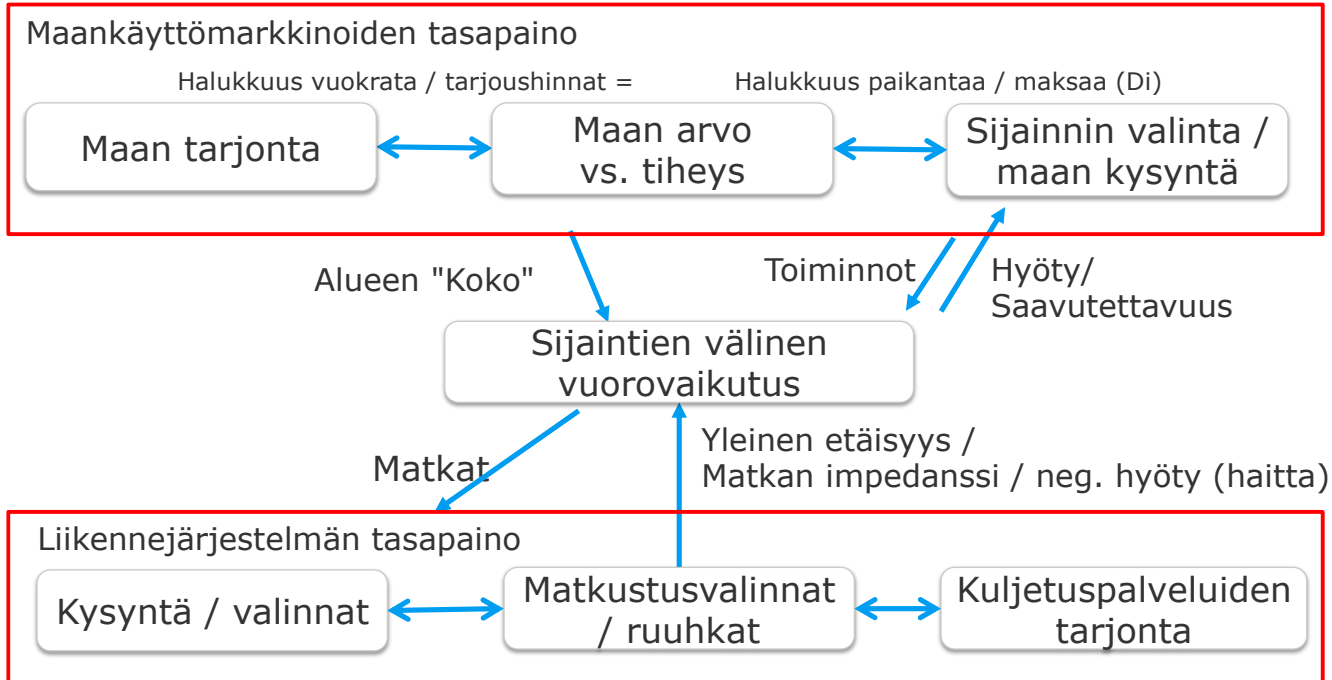 Maankäyttömarkkinoiden tasapaino
Halukkuus vuokrata / tarjoushinnat =
Halukkuus paikantaa / maksaa (Di)
Maan tarjonta
Maan arvo
vs. tiheys
Sijainnin valinta /
maan kysyntä
Alueen "Koko"
Toiminnot
Hyöty/
Saavutettavuus
Sijaintien välinen
vuorovaikutus
Matkat
Yleinen etäisyys /
Matkan impedanssi / neg. hyöty (haitta)
Liikennejärjestelmän tasapaino
Kysyntä / valinnat
Matkustusvalinnat
/ ruuhkat
Kuljetuspalveluiden
tarjonta